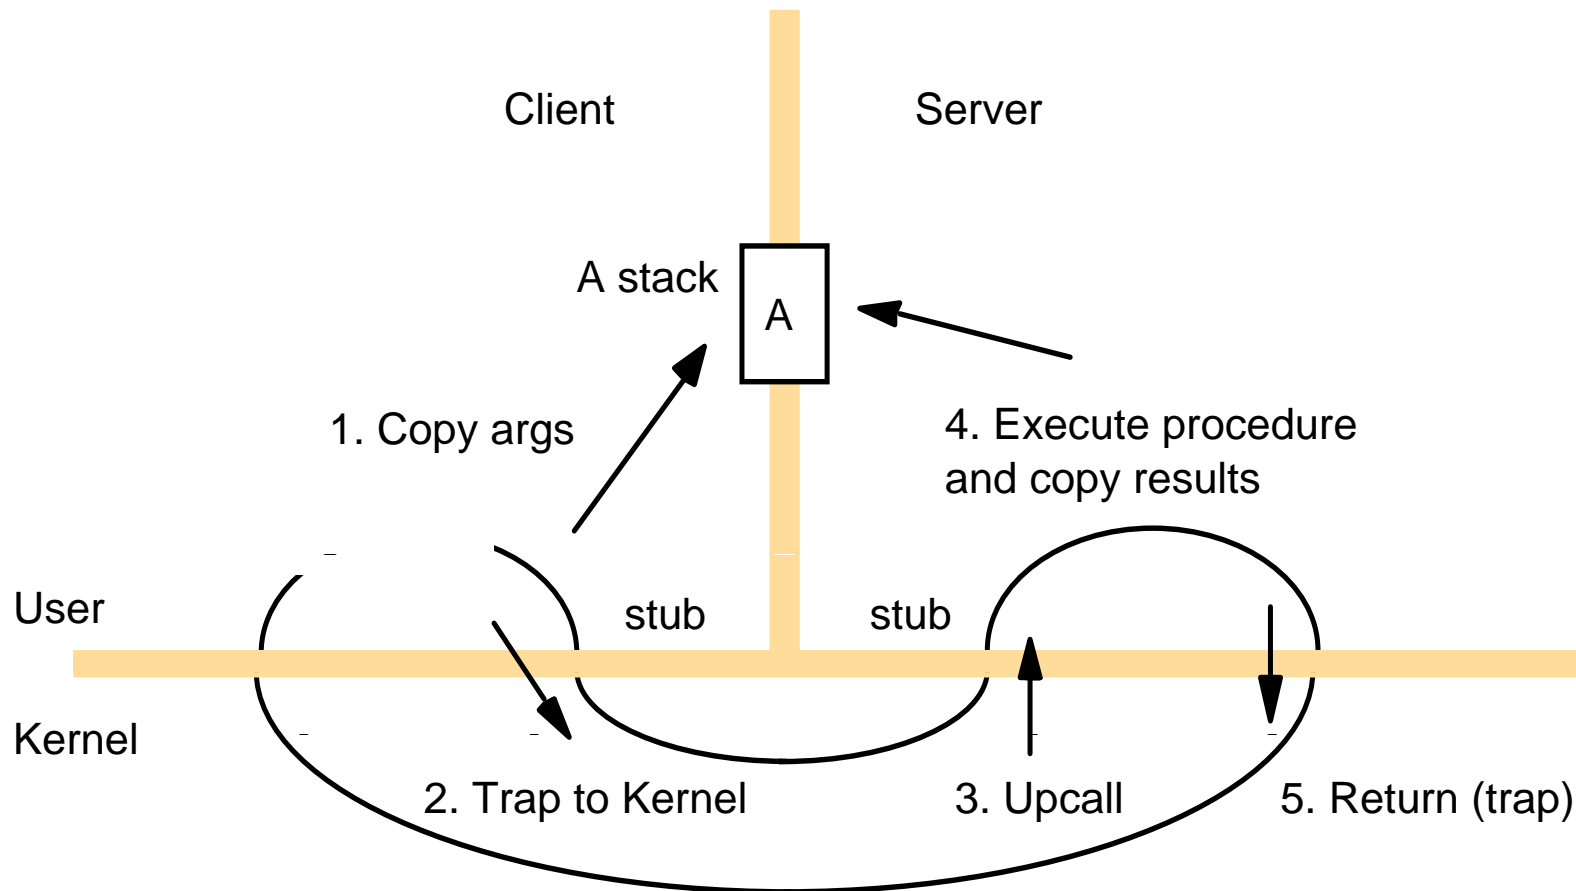 Client
Server
A stack
A
1. Copy args
4. Execute procedure
and copy results
User
stub
stub
Kernel
2. Trap to Kernel
3. Upcall
5. Return (trap)